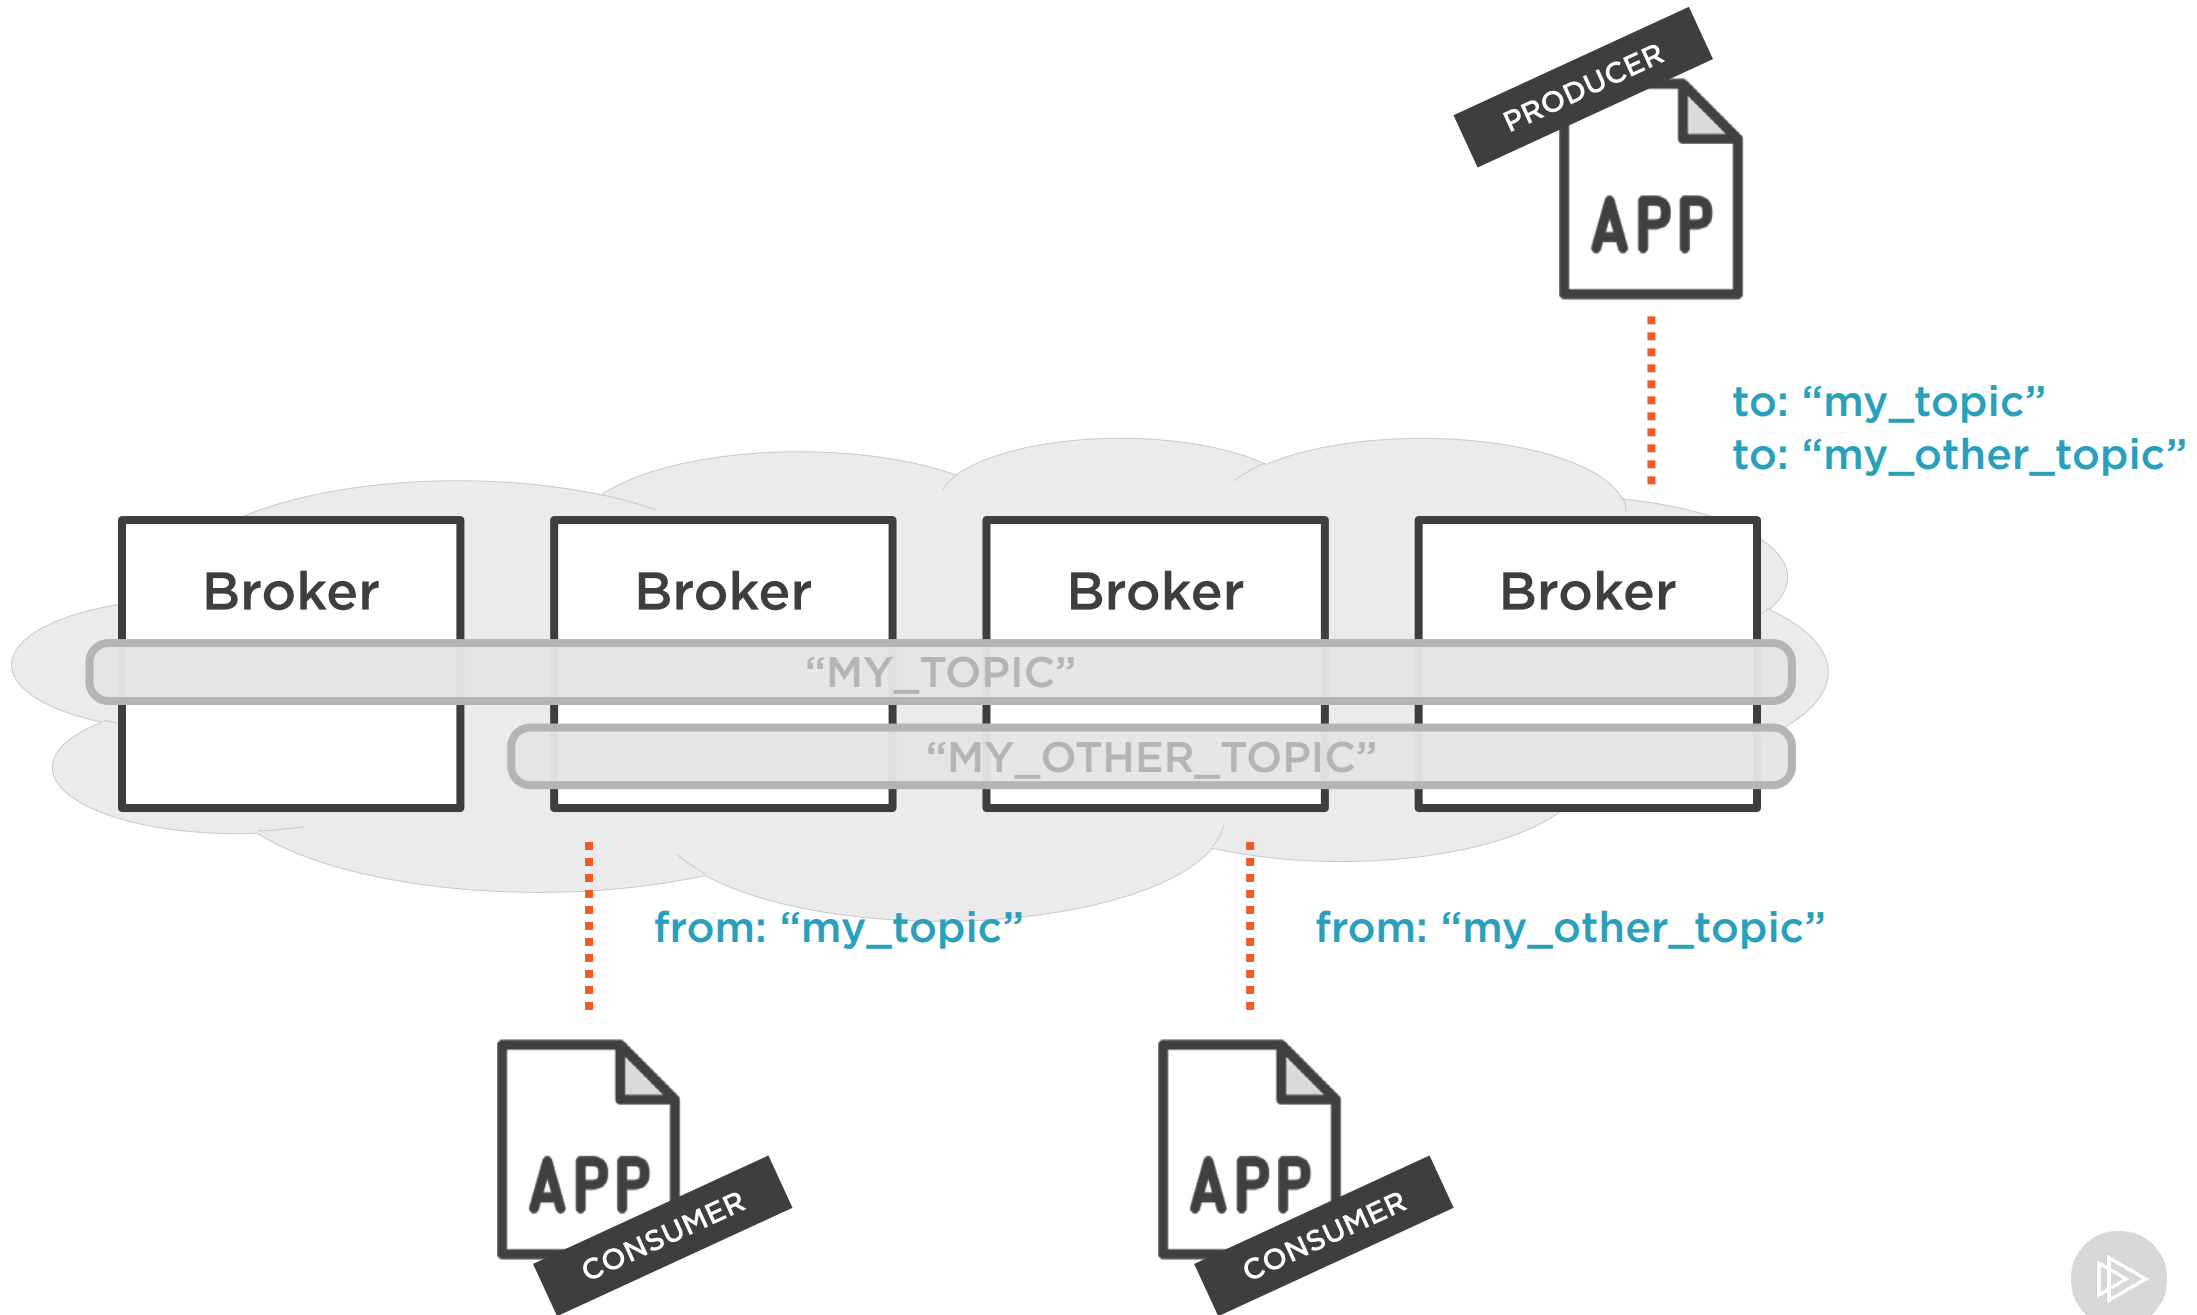 PRODUCER
APP
to: “my_topic”
to: “my_other_topic”
Broker
Broker
Broker
Broker
“MY_TOPIC”
“MY_OTHER_TOPIC”
from: “my_topic”
from: “my_other_topic”
APP
CONSUMER
APP
CONSUMER